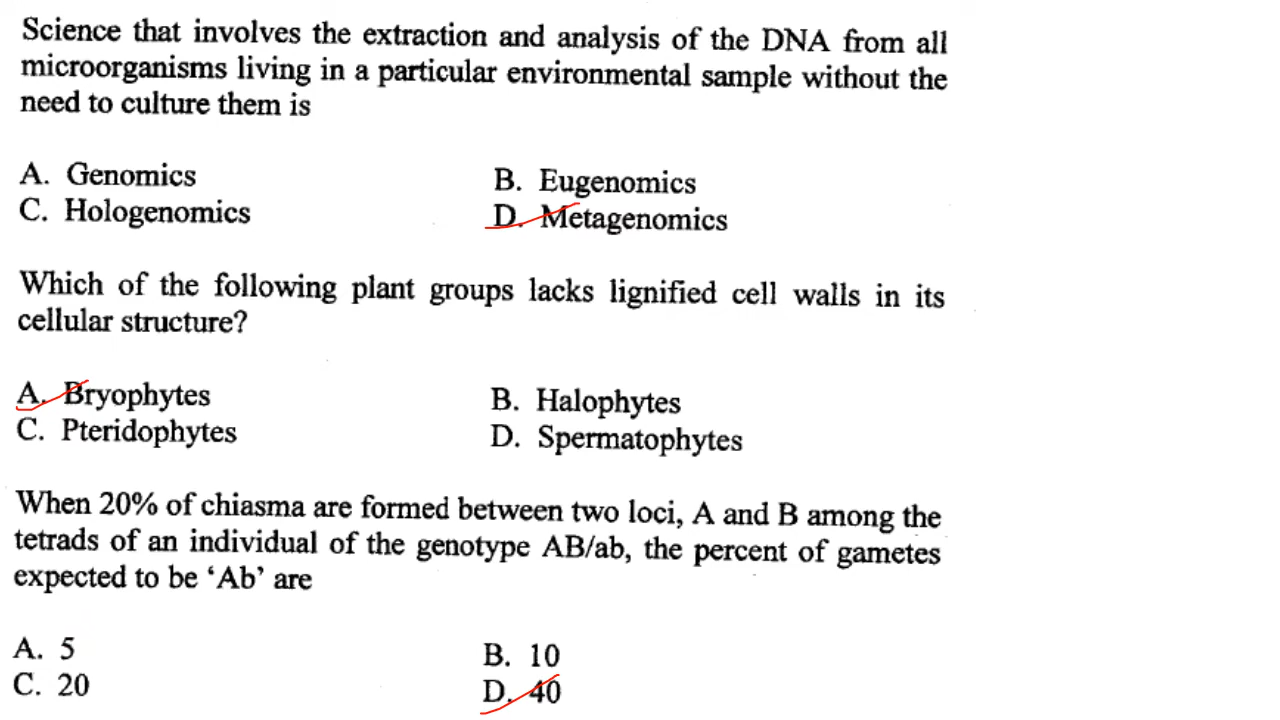 Science that involves the extraction and analysis of the DNA from all
microorganisms living in a particular environmental sample without the
need to culture them is
A. Genomics
B. Eugenomics
C. Hologenomics
D. Metagenomics
Which of the following plant groups lacks lignified cell walls in its
cellular structure?
A. Bryophytes
B. Halophytes
C. Pteridophytes
D. Spermatophytes
When 20% of chiasma are formed between two loci, A and B among the
tetrads of an individual of the genotype AB/ab, the percent of gametes
expected to be ‘Ab’ are
A. 5
B. 10
C. 20
D. 40